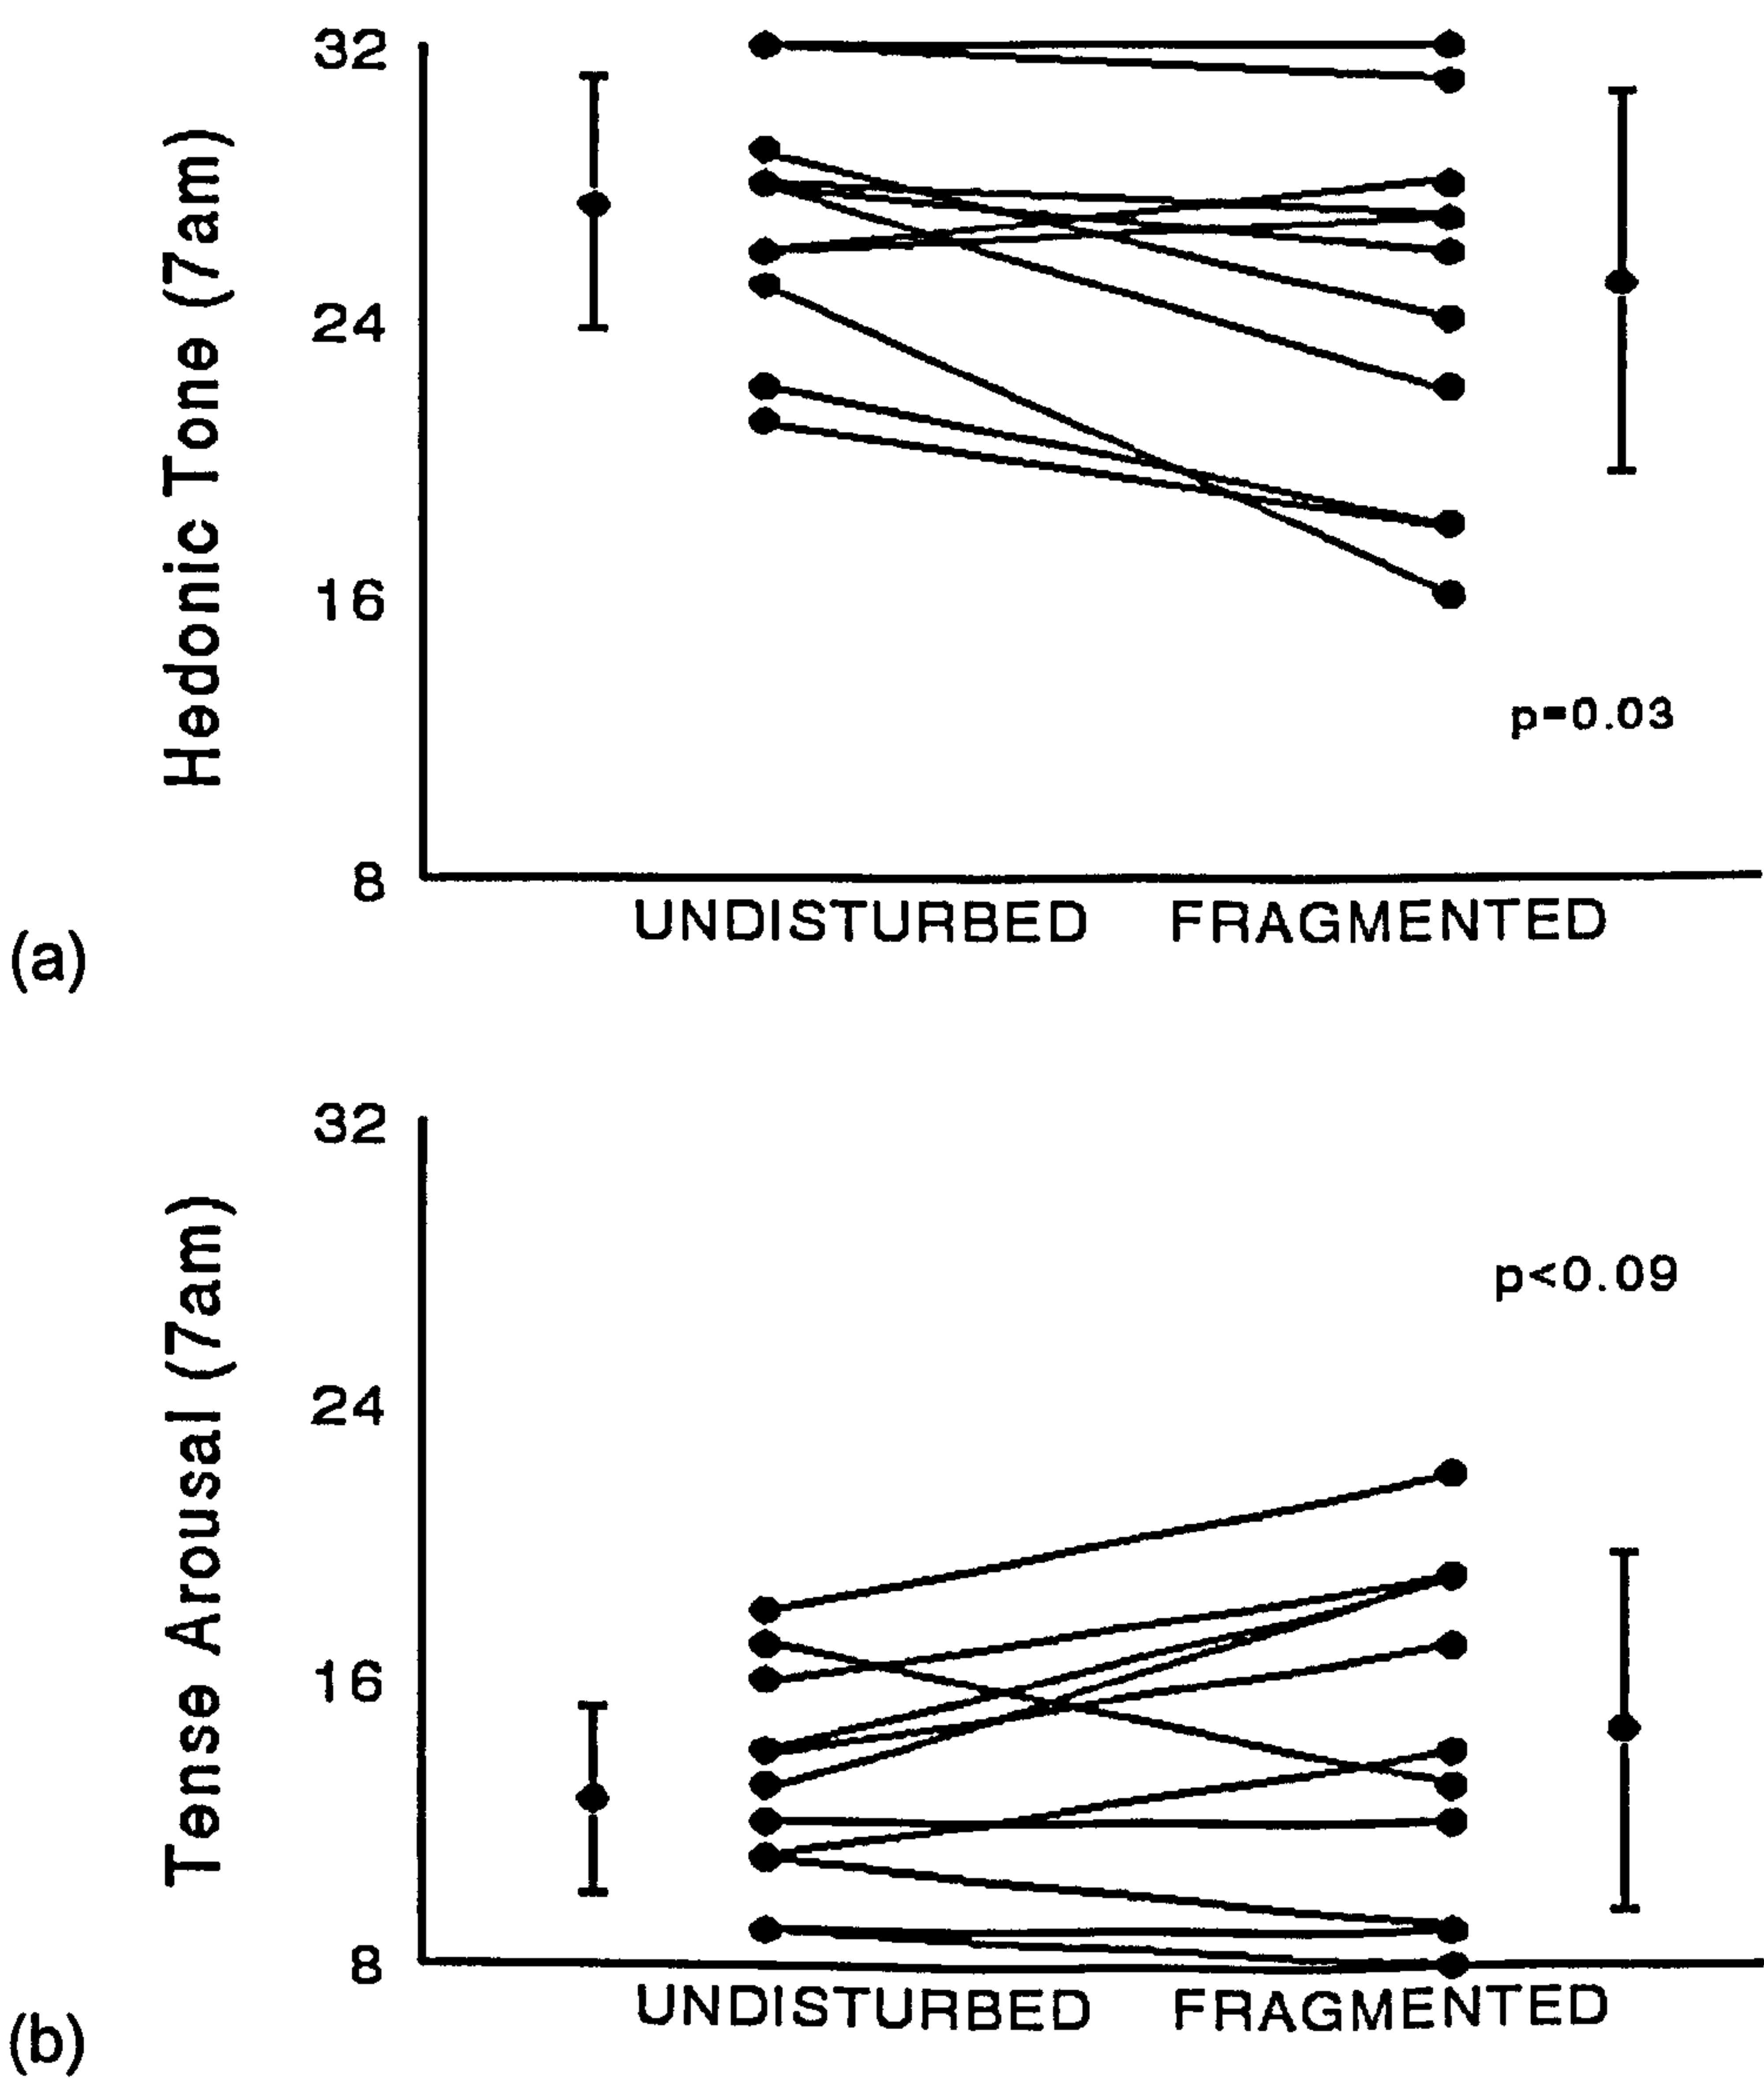 Hedonic Tone (7am)
32
24
16
8
p=0.03
UNDISTURBED FRAGMENTED
(a)
Tense Arousal (7am)
32
24
16
8
p<0.09
UNDISTURBED FRAGMENTED
(b)